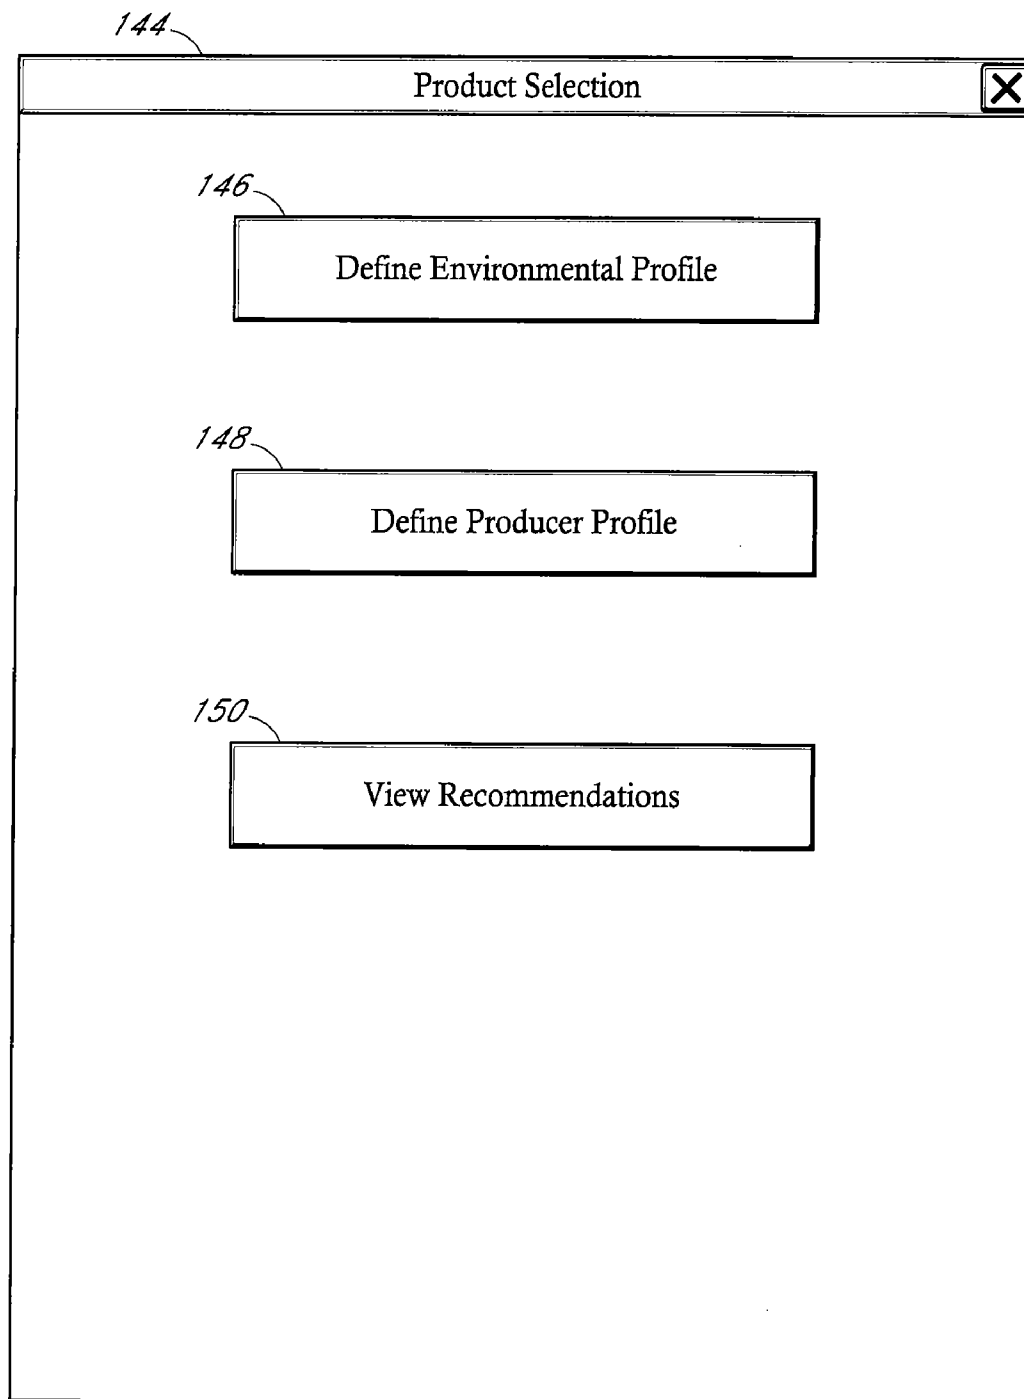 144
Product Selection
146
Define Environmental Profile
148
Define Producer Profile
150
View Recommendations